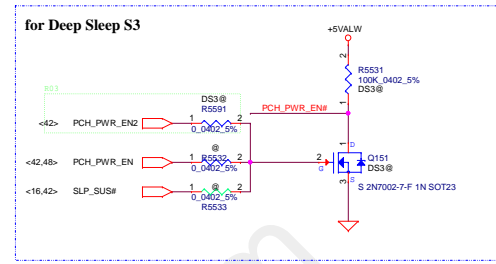 for Deep Sleep S3
+5VALW
2
R5531
100K_0402_5%
DS3@
1
RS3
DS3@
R5591
PCH_PWR_EN#
<42> PCH_PWR_EN2 1 2
0_0402_5%
@
<42,48> PCH_PWR_EN 1 R5532 2
0_0402_5%
@
<16,42> SLP_SUS# 1 2
0_0402_5%
R5533
1 D
2 G
Q151
DS3@
3 S
S 2N7002-7-F 1N SOT23